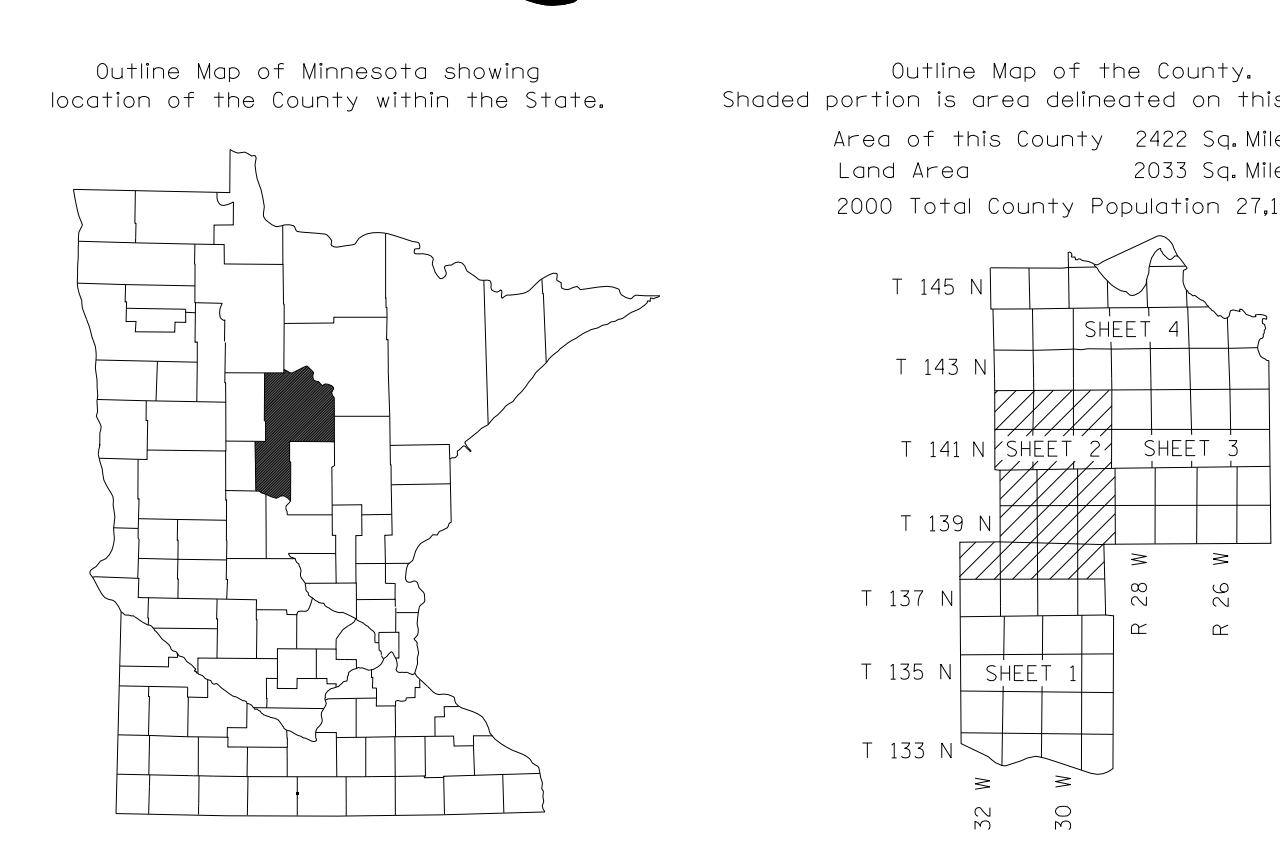 Outline Map of Minnesota showing
location of the County within the State.
Outline Map of the County.
Shaded portion is area delineated on this
Area of this County 2422 Sq. Mile
Land Area 2033 Sq. Mile
2000 Total County Population 27,1
T 145 N
SHEET 4
T 143 N
T 141 N
SHEET 2
SHEET 3
T 139 N
R 28 W
R 26 W
T 137 N
T 135 N
SHEET 1
T 133 N
32 W
30 W